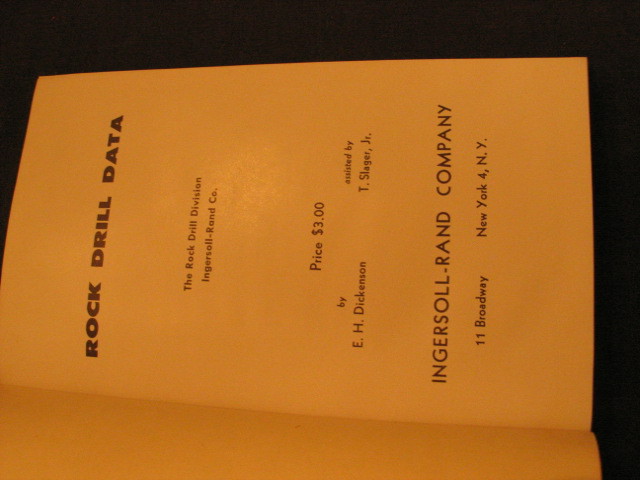 ROCK DRILL DATA
The Rock Drill Division
Ingersoll-Rand Co.
Price $3.00
by
E. H. Dickenson
assisted by
T. Slager, Jr.
INGERSOLL-RAND COMPANY
11 Broadway New York 4, N. Y.